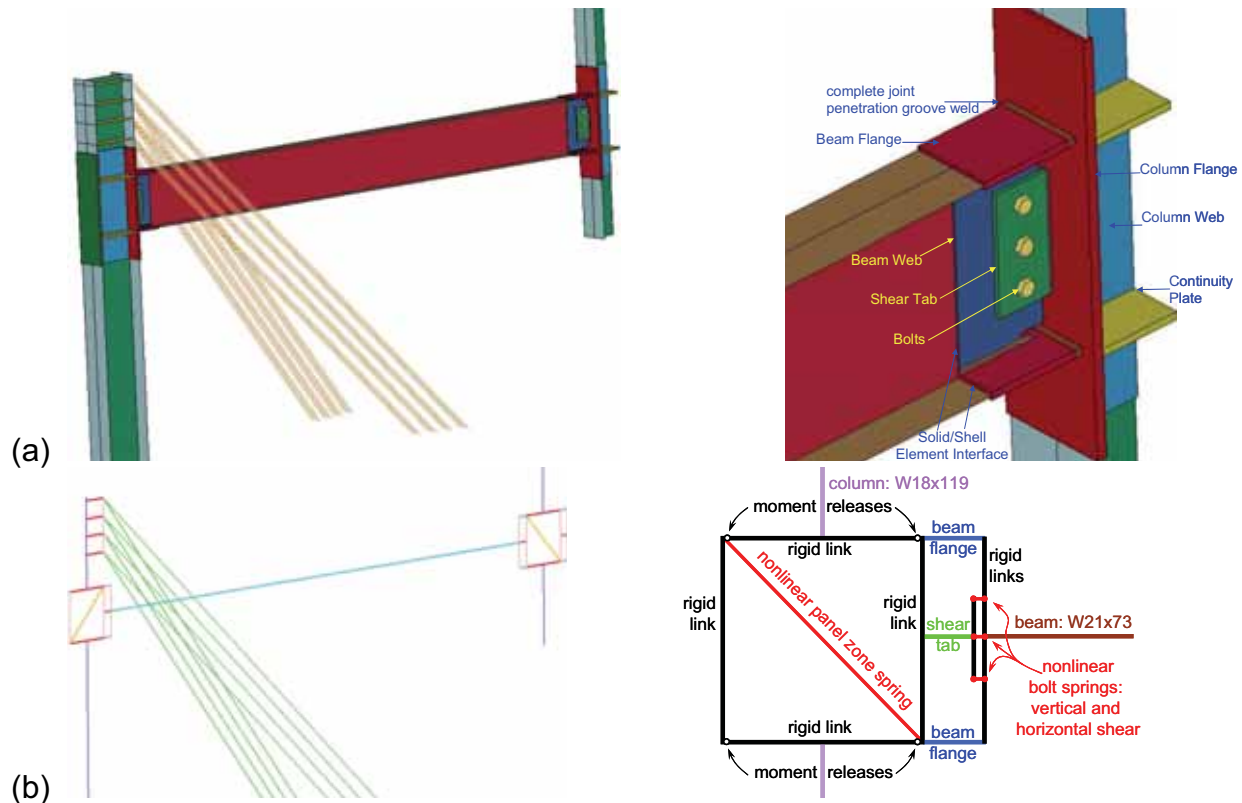 complete joint
penetration groove weld
Beam Flange
Column Flange
Column Web
Beam Web
Shear Tab
Continuity
Plate
Bolts
Solid/Shell
Element Interface
(a)
column: W18x119
moment releases
beam
flange
rigid link
rigid
links
nonlinear panel zone spring
rigid
link
rigid
link
shear
tab
beam: W21x73
nonlinear
bolt springs:
vertical and
horizontal shear
rigid link
beam
flange
moment releases
(b)